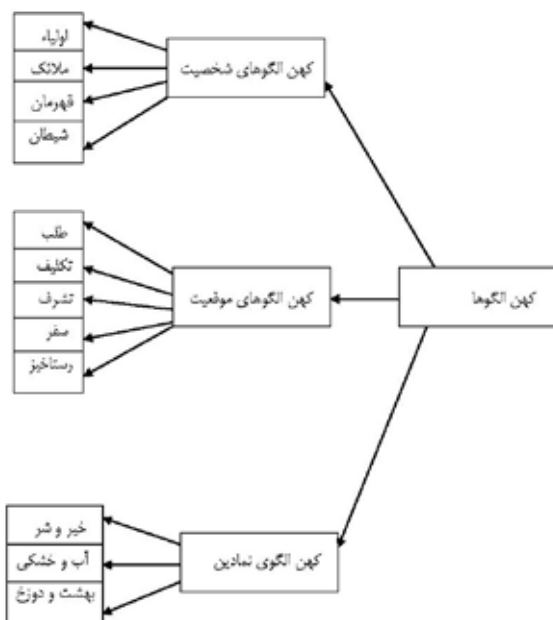 کهن الگوها
کهن الگوهای شخصیت
اولیاء
ملائک
قهرمان
شیطان
کهن الگوهای موقعیت
طلب
تکلیف
تشرف
سفر
رستاخیز
کهن الگوی نمادین
خیر و شر
آب و خشکی
بهشت و دوزخ